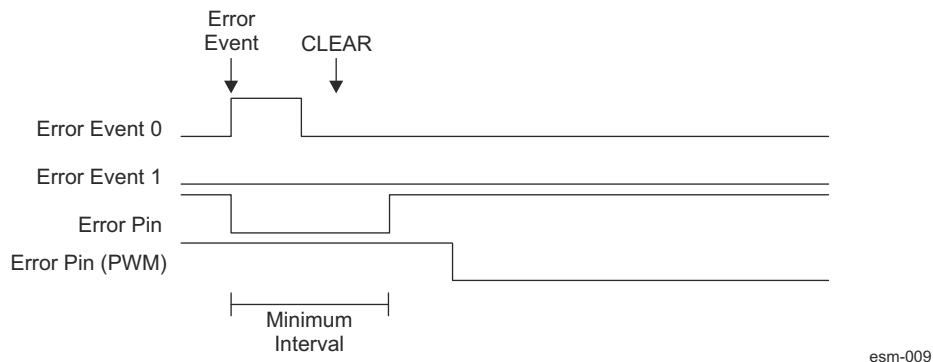 Error
Event
CLEAR
Error Event 0
Error Event 1
Error Pin
Error Pin (PWM)
Minimum
Interval
esm-009